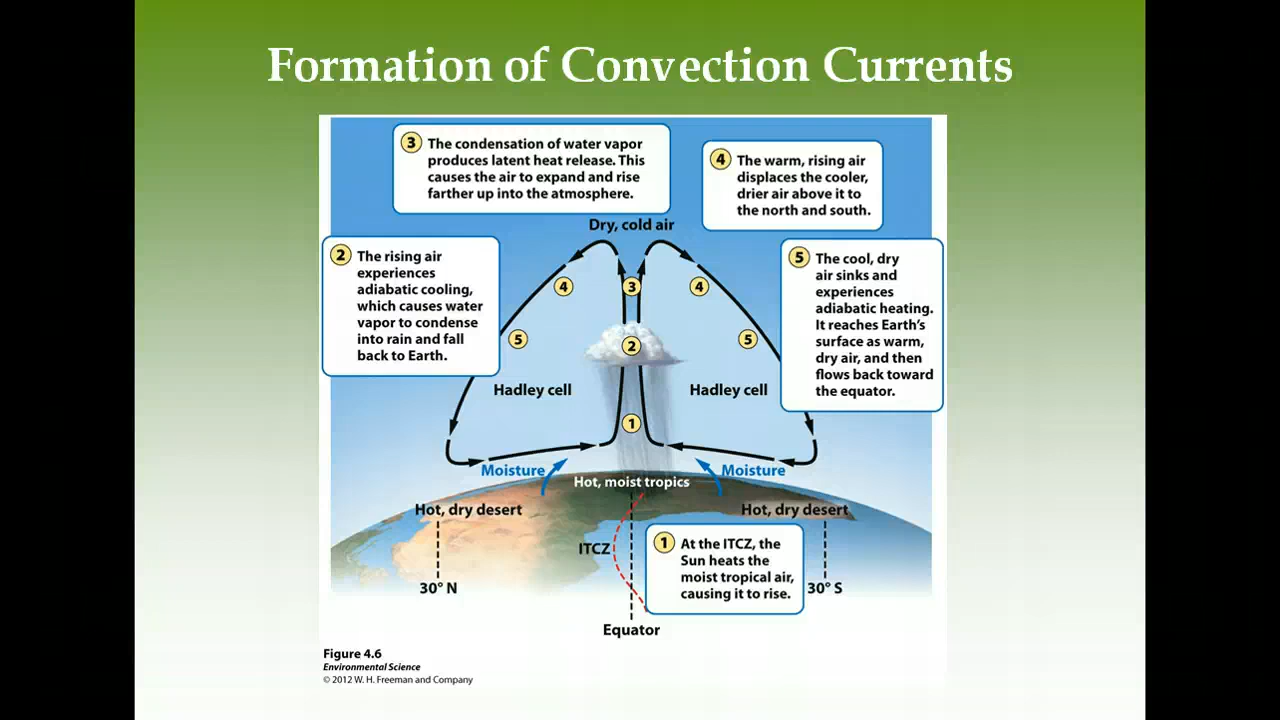 Formation of Convection Currents
3 The condensation of water vapor
produces latent heat release. This
causes the air to expand and rise
farther up into the atmosphere.
4 The warm, rising air
displaces the cooler,
drier air above it to
the north and south.
Dry, cold air
2 The rising air
experiences
adiabatic cooling,
which causes water
vapor to condense
into rain and fall
back to Earth.
5 The cool, dry
air sinks and
experiences
adiabatic heating.
It reaches Earth's
surface as warm,
dry air, and then
flows back toward
the equator.
4 3 4
5 2 5
Hadley cell Hadley cell
1
Moisture Moisture
Hot, moist tropics
Hot, dry desert Hot, dry desert
ITCZ
1 At the ITCZ, the
Sun heats the
moist tropical air,
causing it to rise.
30° N 30° S
Equator
Figure 4.6
Environmental Science
© 2012 W. H. Freeman and Company